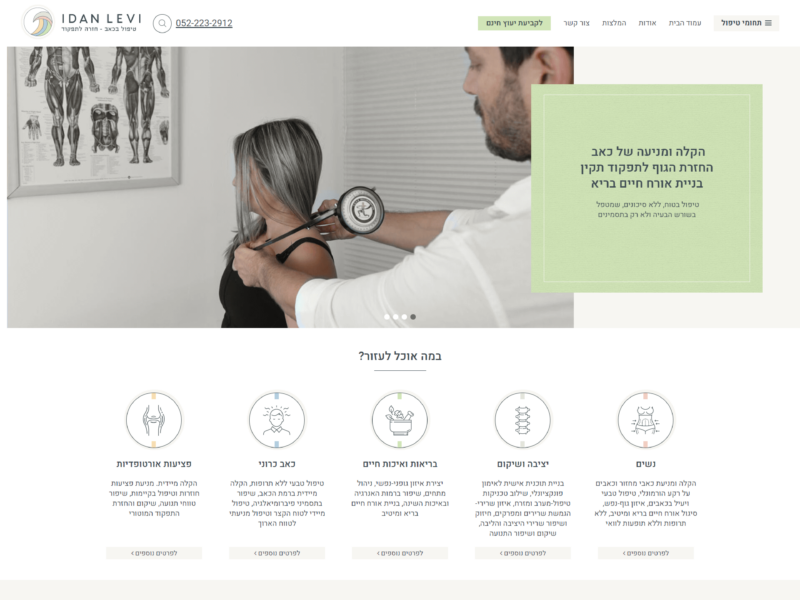 IDAN LEVI
טיפול בכאב - חזרה לתפקוד
052-223-2912
תחומי טיפול
עמוד הבית
אודות
המלצות
צור קשר
לקביעת יעוץ חינם
הקלה ומניעה של כאב
החזרת הגוף לתפקוד תקין
בניית אורח חיים בריא
טיפול בטוח, ללא סיכונים, שמטפל
בשורש הבעיה ולא רק בתסמינים
במה אוכל לעזור?
נשים
הקלה ומניעת כאבי מחזור וכאבים
על רקע הורמונלי, טיפול טבעי
ויעיל בכאבים, איזון גוף-נפש,
סיגול אורח חיים בריא ומיטיב, ללא
תרופות וללא תופעות לוואי
לפרטים נוספים >
יציבה ושיקום
בניית תוכנית אישית לאימון
פונקציונלי, שילוב טכניקות
טיפול-מערב ומזרח, איזון שרירי-
הגמשת שרירים ומפרקים, חיזוק
ושיפור שרירי היציבה והליבה,
שיקום ושיפור התנועה
לפרטים נוספים >
בריאות ואיכות חיים
יצירת איזון גופני-נפשי, ניהול
מתחים, שיפור ברמות האנרגיה
ובאיכות השינה, בניית אורח חיים
בריא ומיטיב
לפרטים נוספים >
כאב כרוני
טיפול טבעי ללא תרופות, הקלה
מיידית ברמת הכאב, שיפור
בתסמיני פיברומיאלגיה, טיפול
מיידי לטווח הקצר וטיפול מניעתי
לטווח הארוך
לפרטים נוספים >
פציעות אורטופדיות
הקלה מיידית, מניעת פציעות
חוזרות וטיפול בקיימות, שיפור
טווחי תנועה, שיקום והחזרת
התפקוד המוטורי
לפרטים נוספים >